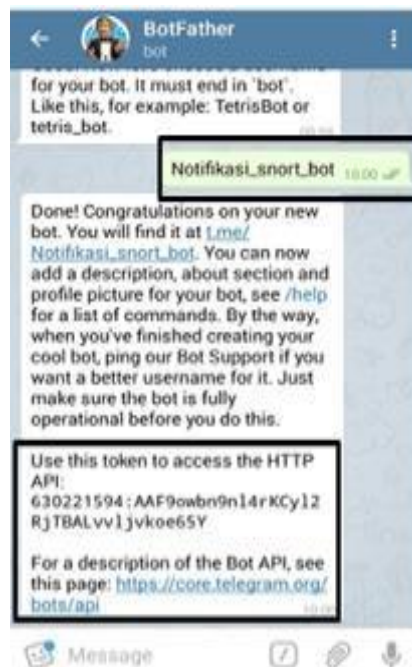 BotFather
bot
for your bot. It must end in `bot`.
Like this, for example: TetrisBot or
tetris_bot.
Notifikasi_snort_bot 10:00
Done! Congratulations on your new
bot. You will find it at t.me/
Notifikasi_snort_bot. You can now
add a description, about section and
profile picture for your bot, see /help
for a list of commands. By the way,
when you've finished creating your
cool bot, ping our Bot Support if you
want a better username for it. Just
make sure the bot is fully
operational before you do this.
Use this token to access the HTTP
API:
630221594:AAF9owbn9nl4rKCyl2
RjTBALvvljvkoe6SY
For a description of the Bot API, see
this page: https://core.telegram.org/
bots/api
Message